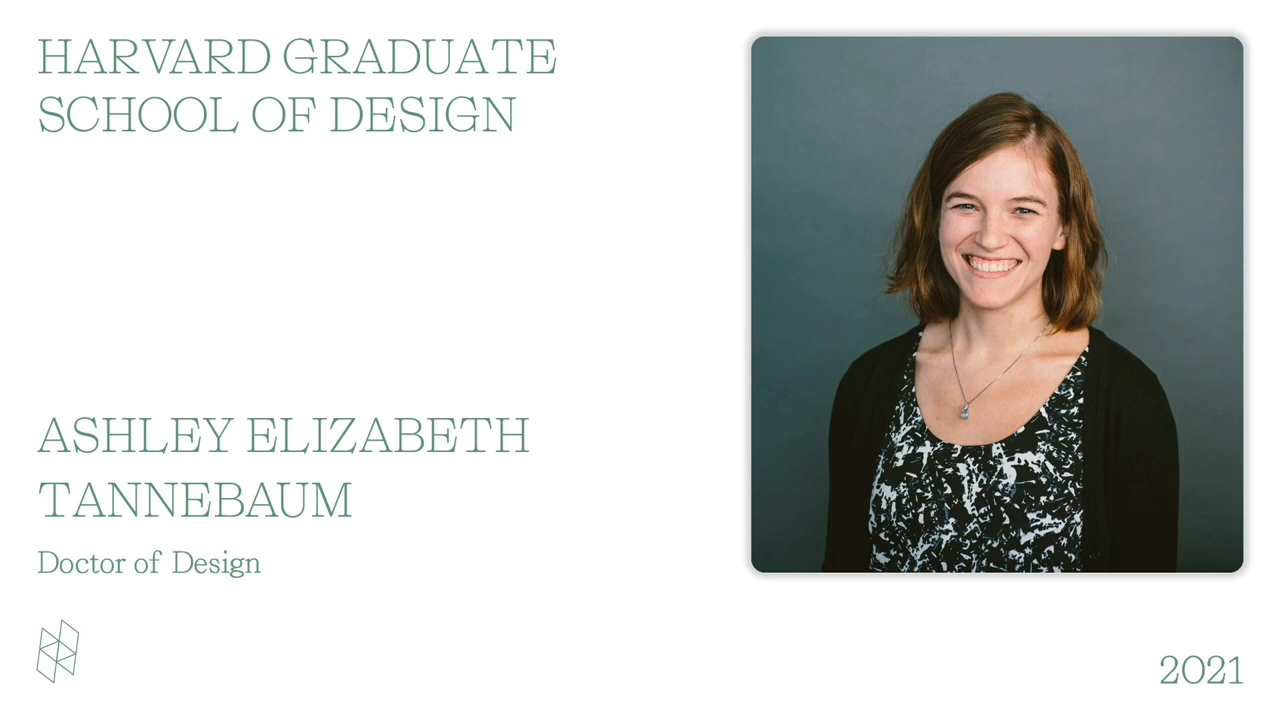 HARVARD GRADUATE
SCHOOL OF DESIGN
ASHLEY ELIZABETH
TANNEBAUM
Doctor of Design
2021